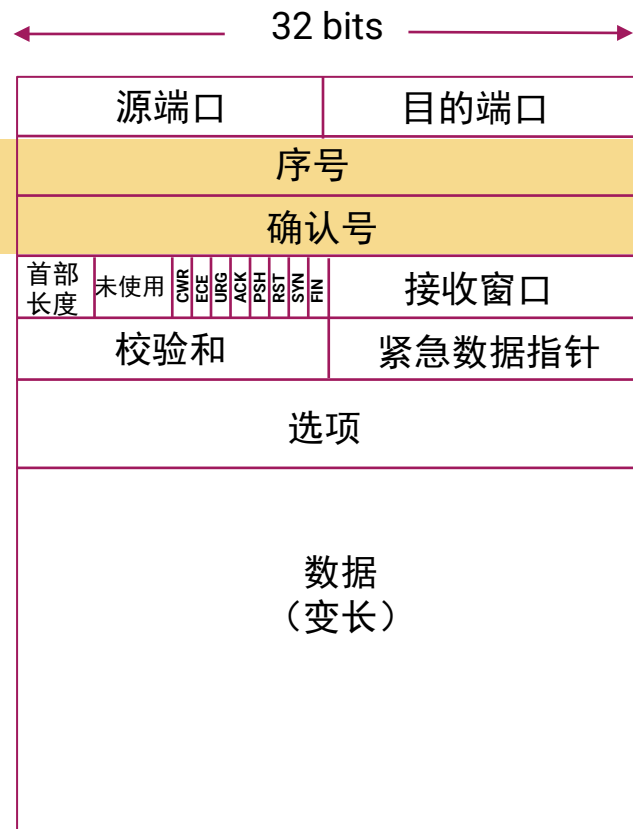 32 bits
源端口 目的端口
序号
确认号
首部
长度 未使用 CWR ECE URG ACK PSH RST SYN FIN 接收窗口
校验和 紧急数据指针
选项
数据
（变长）